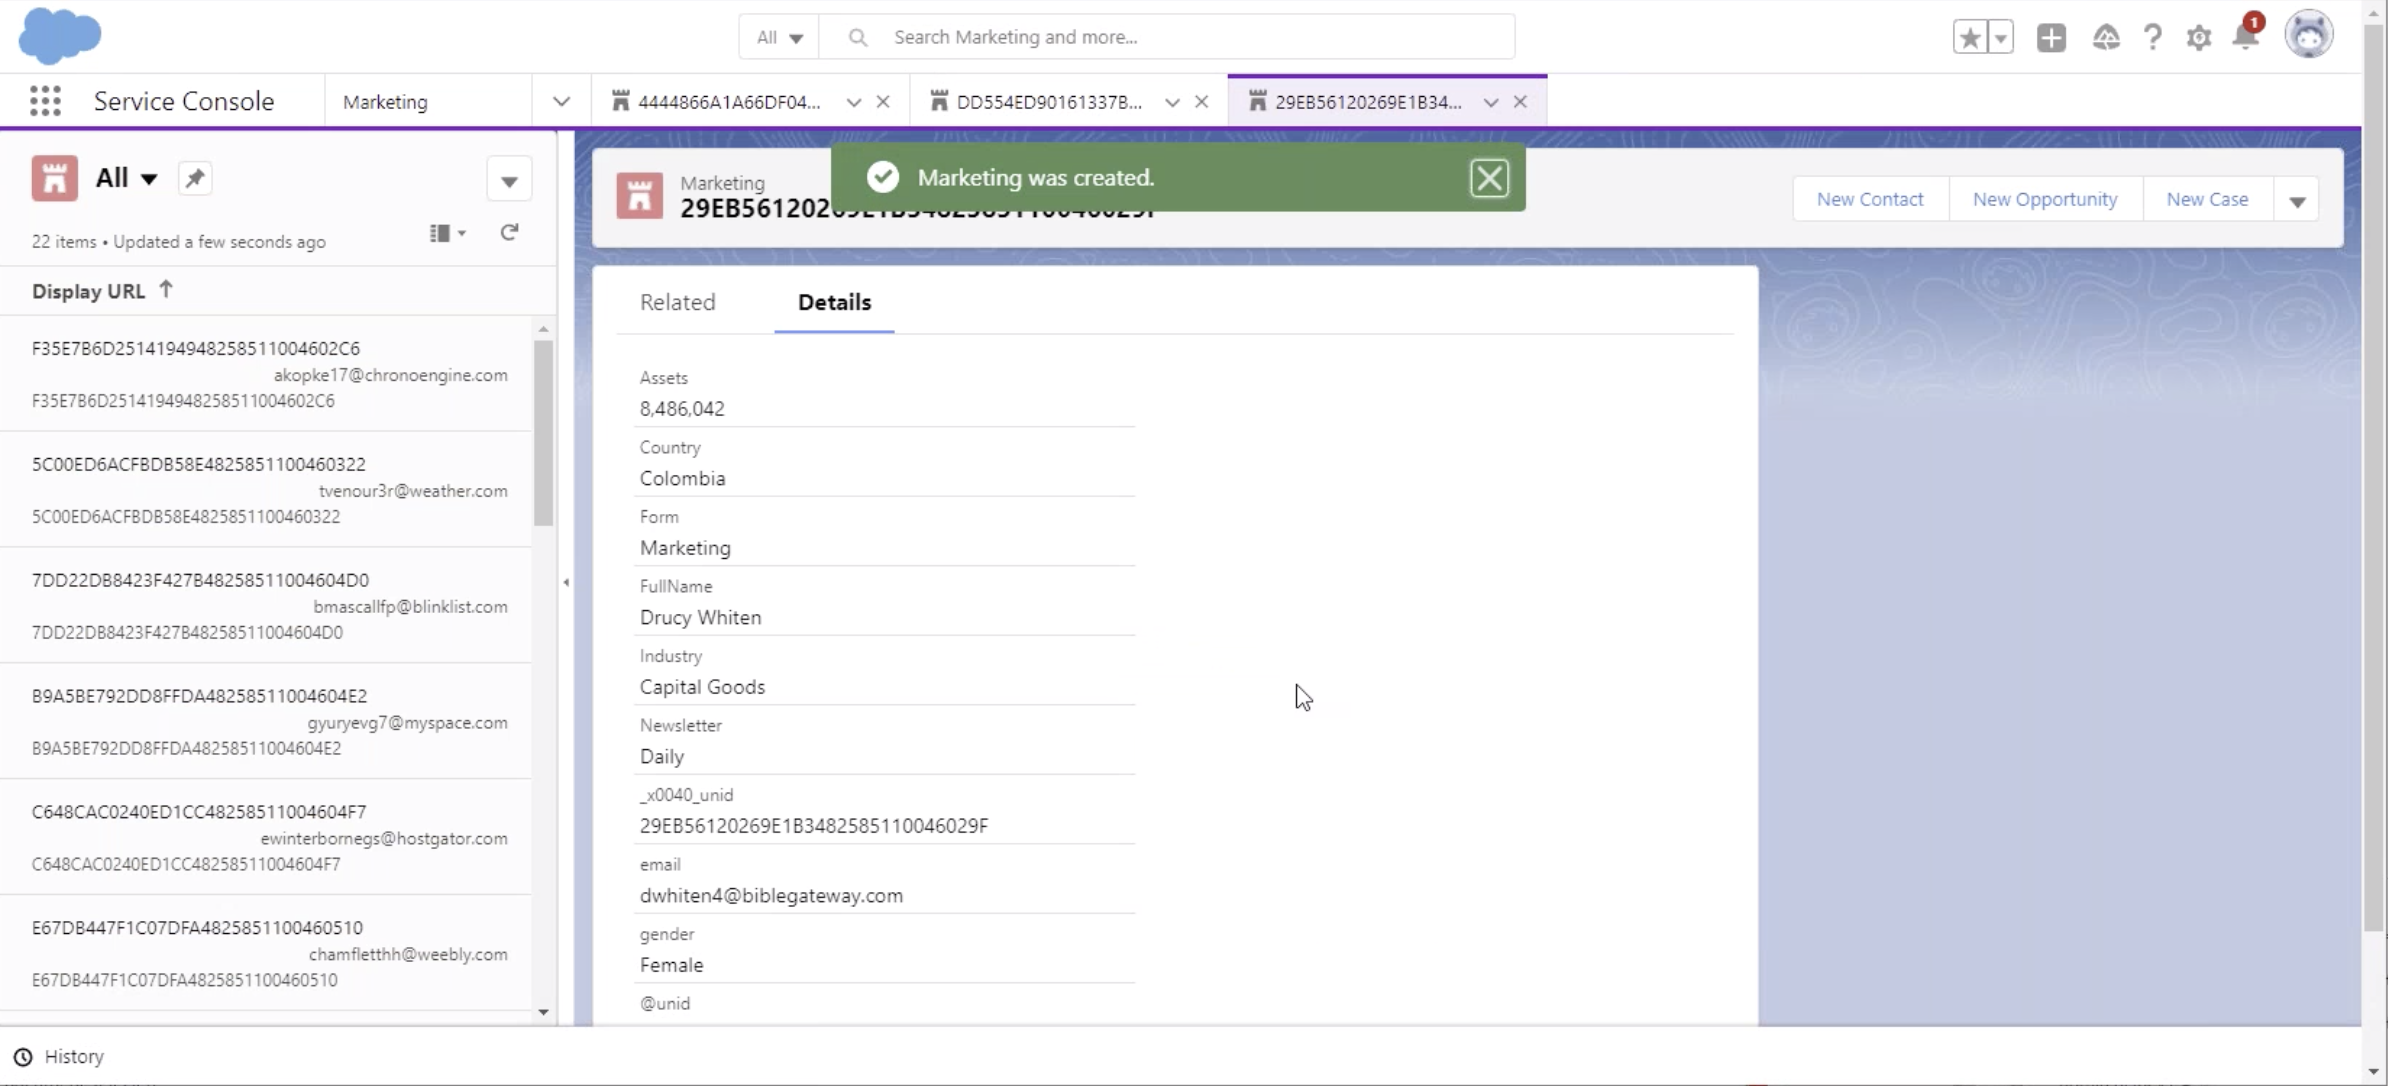 All
Search Marketing and more...
1
Service Console
Marketing
4444866A1A66DF04...
DD554ED90161337B...
29EB56120269E1B34...
All
22 items • Updated a few seconds ago
Display URL
F35E7B6D25141949482585110046​02C6
akopke17@chronoengine.com
F35E7B6D2514194948258511004602C6
5C00ED6ACFBDB58E4825851100460322
tvenour3r@weather.com
5C00ED6ACFBDB58E4825851100460322
7DD22DB8423F427B48258511004604D0
bmascallfp@blinklist.com
7DD22DB8423F427B48258511004604D0
B9A5BE792DD8FFDA48258511004604E2
gyuryevg7@myspace.com
B9A5BE792DD8FFDA48258511004604E2
C648CAC0240ED1CC48258511004604F7
ewinterbornegs@hostgator.com
C648CAC0240ED1CC48258511004604F7
E67DB447F1C07DFA4825851100460510
chamfletthh@weebly.com
E67DB447F1C07DFA4825851100460510
Marketing was created.
Marketing
29EB56120269E1B3482585110046029F
New Contact
New Opportunity
New Case
Related
Details
Assets
8,486,042
Country
Colombia
Form
Marketing
FullName
Drucy Whiten
Industry
Capital Goods
Newsletter
Daily
_x0040_unid
29EB56120269E1B3482585110046029F
email
dwhiten4@biblegateway.com
gender
Female
@unid
History